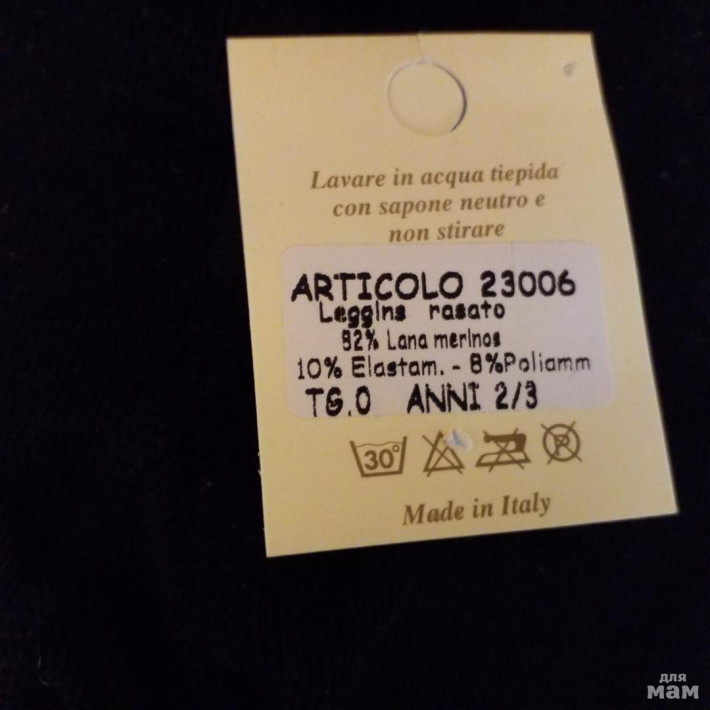 Lavare in acqua tiepida
con sapone neutro e
non stirare
ARTICOLO 23006
Leggins rasato
82% Lana merinos
10% Elastam. - 8%Poliamm
TG.0 ANNI 2/3
30°
P
Made in Italy
для
мам